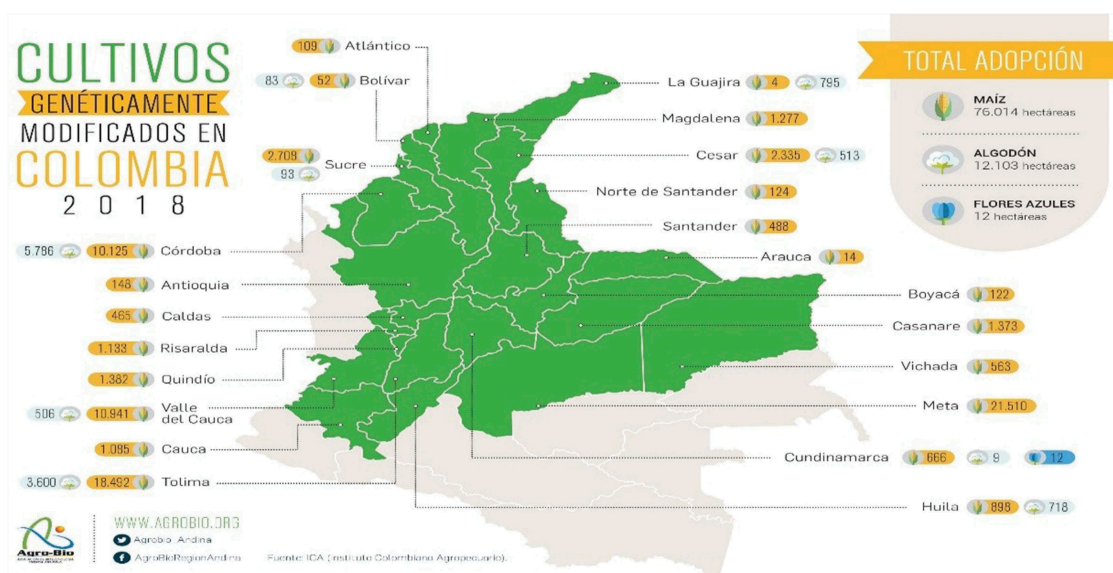 CULTIVOS
GENÉTICAMENTE
MODIFICADOS EN
COLOMBIA
2018
109 Atlántico
83 52 Bolívar
2.709 Sucre
93
5.786 10.125 Córdoba
148 Antioquia
465 Caldas
1.133 Risaralda
1.382 Quindío
506 10.941 Valle
del Cauca
1.085 Cauca
3.600 18.492 Tolima
La Guajira 4 795
Magdalena 1.277
Cesar 2.335 513
Norte de Santander 124
Santander 488
Arauca 14
Boyacá 122
Casanare 1.373
Vichada 563
Meta 21.510
Cundinamarca 666 9 12
Huila 898 718
TOTAL ADOPCIÓN
MAÍZ
76.014 hectáreas
ALGODÓN
12.103 hectáreas
FLORES AZULES
12 hectáreas
Agro-Bio
WWW.AGROBIO.ORG
Agrobio_Andina
AgroBioRegionAndina
Fuente: ICA (Instituto Colombiano Agropecuario).